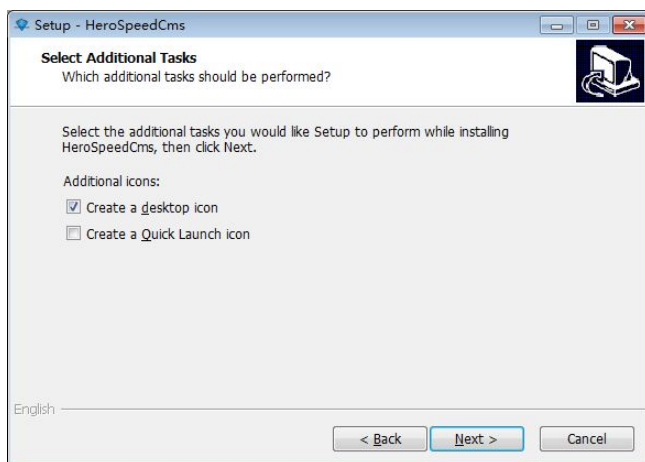 Setup - HeroSpeedCms
Select Additional Tasks
Which additional tasks should be performed?
Select the additional tasks you would like Setup to perform while installing
HeroSpeedCms, then click Next.
Additional icons:
Create a desktop icon
Create a Quick Launch icon
English
< Back
Next >
Cancel